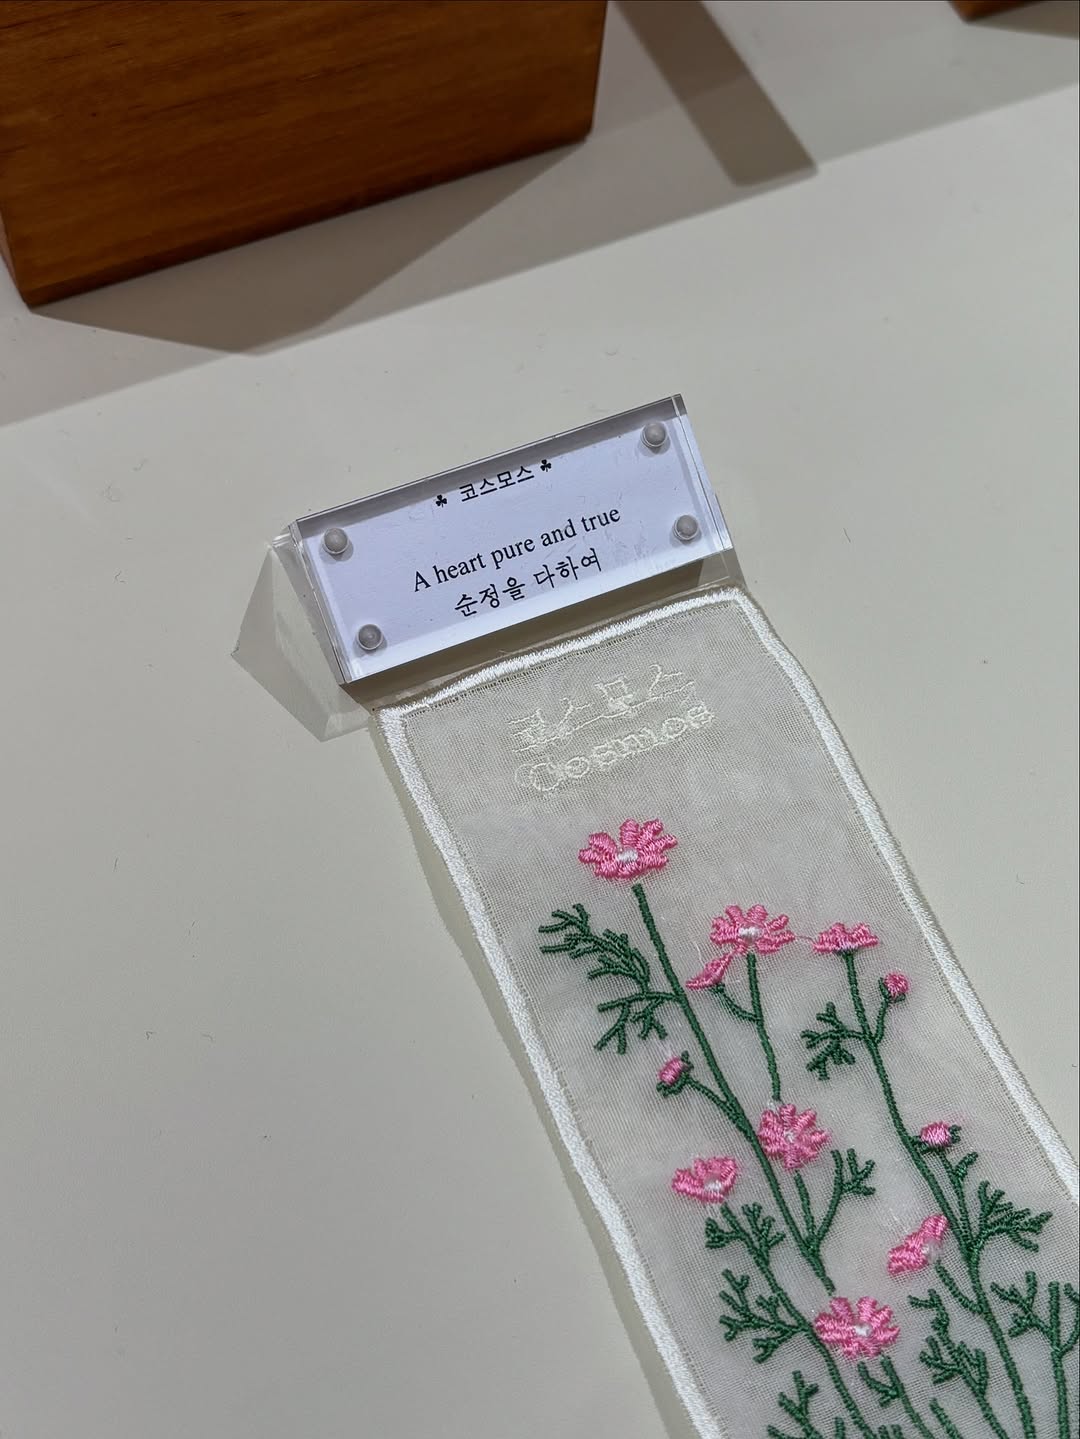 ♣ 코스모스 ♣
A heart pure and true
순정을 다하여
코스모스
Cosmos